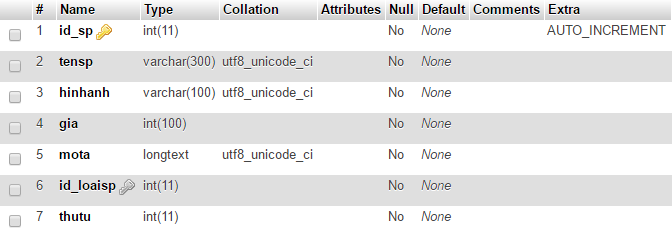 # Name Type Collation Attributes Null Default Comments Extra
1 id_sp int(11) No None AUTO_INCREMENT
2 tensp varchar(300) utf8_unicode_ci No None
3 hinhanh varchar(100) utf8_unicode_ci No None
4 gia int(100) No None
5 mota longtext utf8_unicode_ci No None
6 id_loaisp int(11) No None
7 thutu int(11) No None